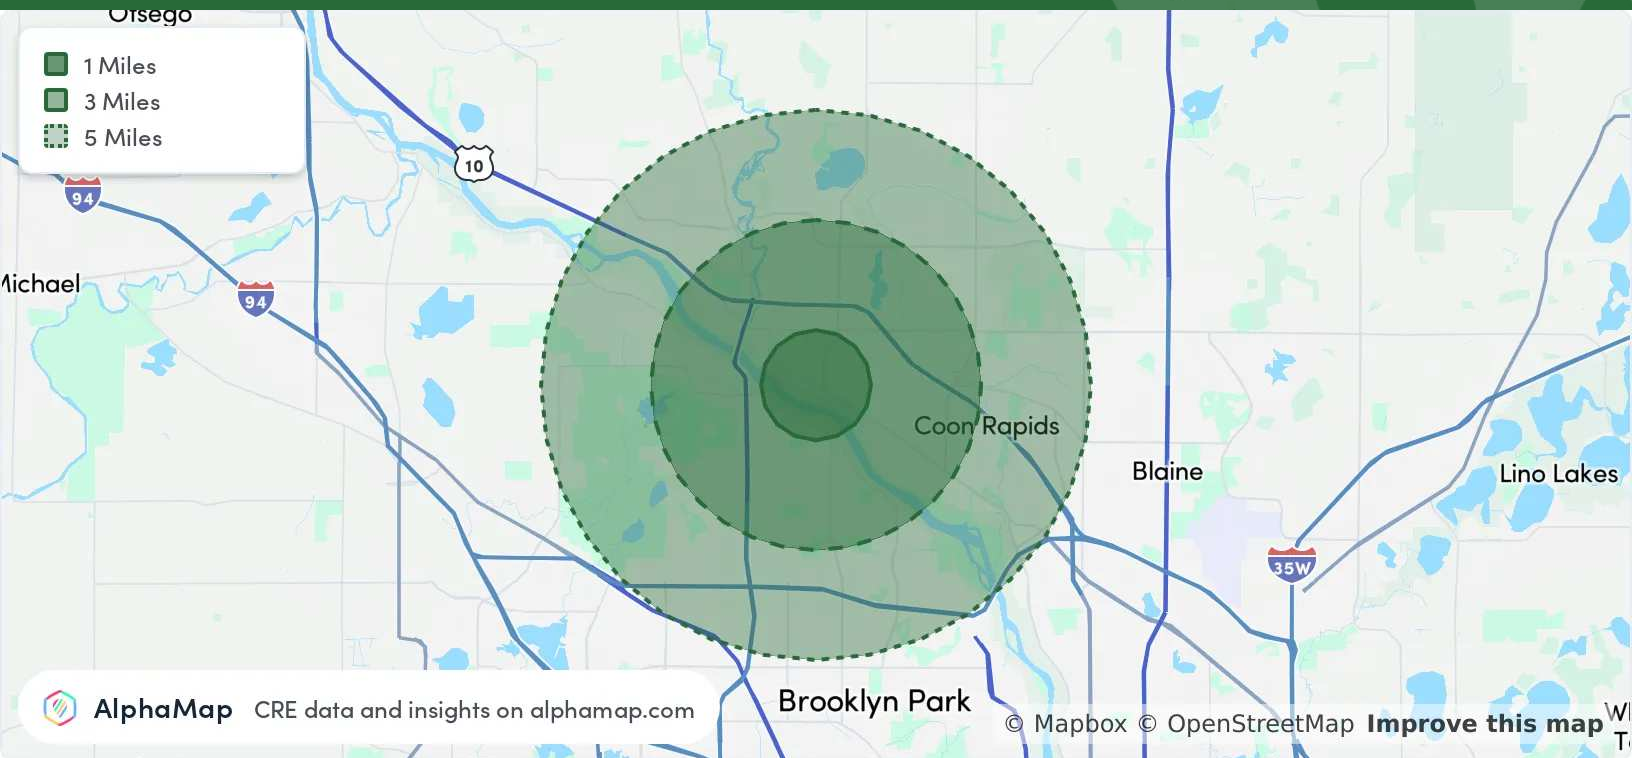 Otsego
1 Miles
3 Miles
5 Miles
10
94
94
Michael
Coon Rapids
Blaine
Lino Lakes
35W
Brooklyn Park
AlphaMap CRE data and insights on alphamap.com
© Mapbox © OpenStreetMap Improve this map